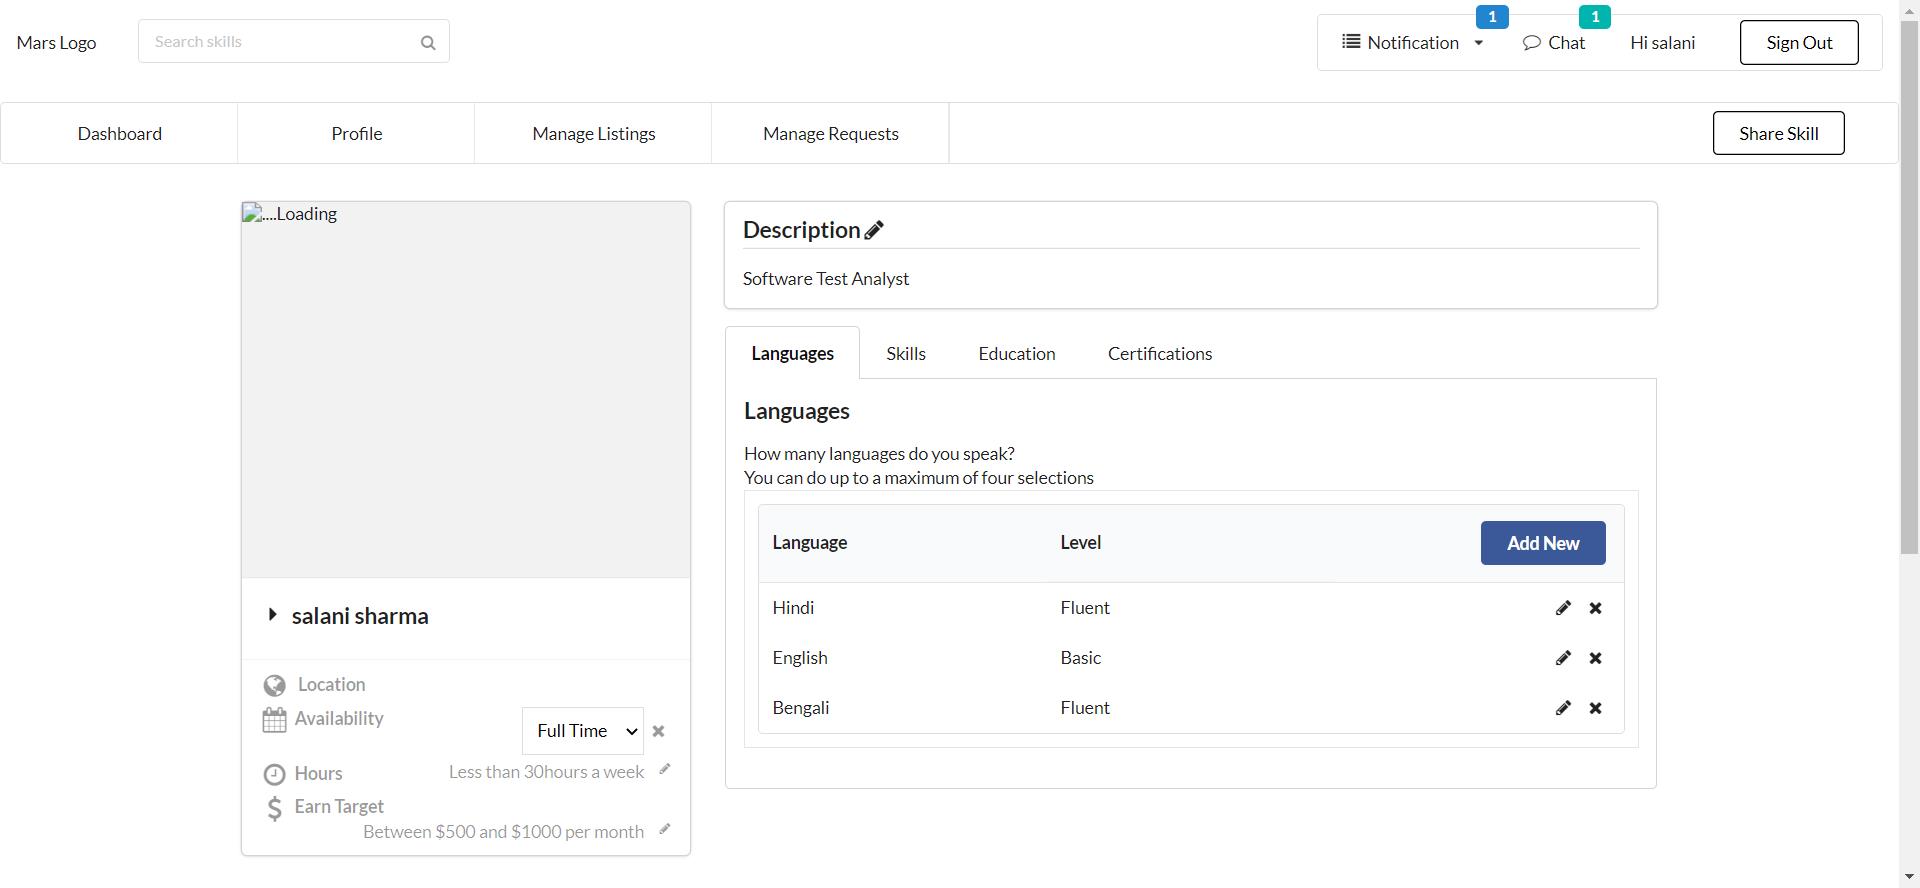 Mars Logo
Search skills
Notification
1
Chat
1
Hi salani
Sign Out
Dashboard
Profile
Manage Listings
Manage Requests
Share Skill
....Loading
salani sharma
Location
Availability
Full Time
Hours
Less than 30hours a week
Earn Target
Between $500 and $1000 per month
Description
Software Test Analyst
Languages
Skills
Education
Certifications
Languages
How many languages do you speak?
You can do up to a maximum of four selections
Language Level Add New
Hindi Fluent
English Basic
Bengali Fluent